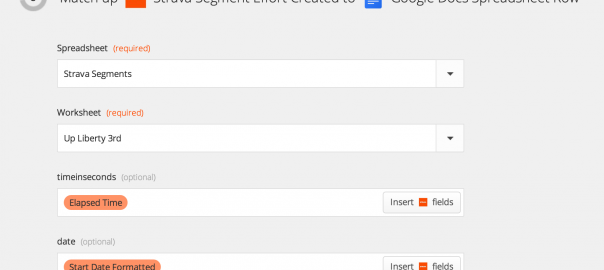 Match up Strava Segment Effort Created to Google Docs Spreadsheet Row
Spreadsheet (required)
Strava Segments
Worksheet (required)
Up Liberty 3rd
timeinseconds (optional)
Elapsed Time Insert fields
date (optional)
Start Date Formatted Insert fields